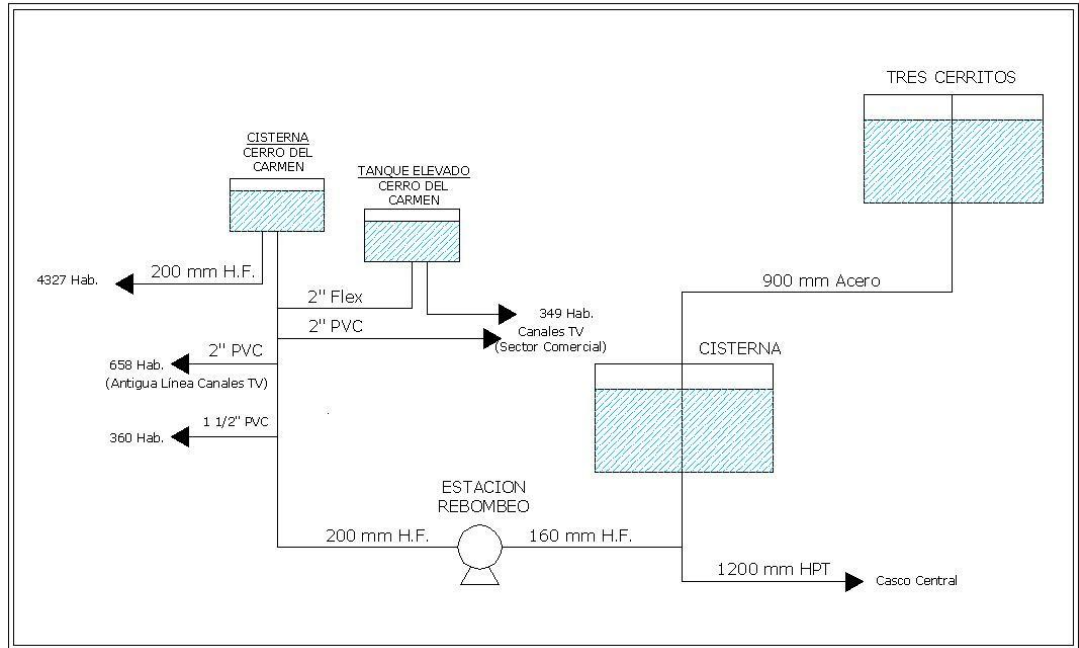 TRES CERRITOS
CISTERNA
CERRO DEL
CARMEN
TANQUE ELEVADO
CERRO DEL
CARMEN
4327 Hab.
200 mm H.F.
900 mm Acero
2" Flex
349 Hab.
2" PVC
Canales TV
(Sector Comercial)
CISTERNA
2" PVC
658 Hab.
(Antigua Línea Canales TV)
1 1/2" PVC
360 Hab.
ESTACION
REBOMBEO
200 mm H.F.
160 mm H.F.
1200 mm HPT
Casco Central